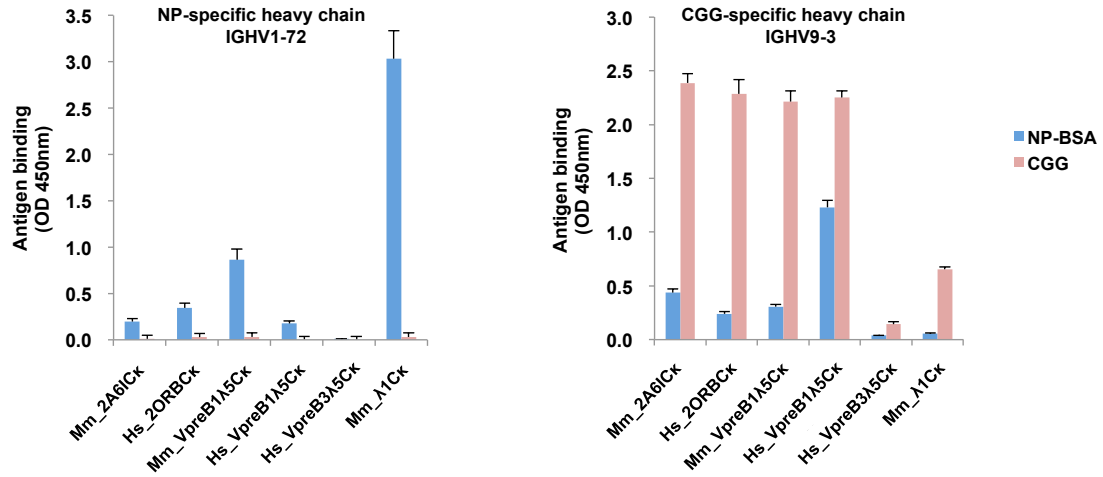 NP-specific heavy chain
IGHV1-72
Antigen binding
(OD 450nm)
3.5
3.0
2.5
2.0
1.5
1.0
0.5
0.0
Mm_2A6ICκ
Hs_2ORBCκ
Mm_VpreB1λ5Cκ
Hs_VpreB1λ5Cκ
Hs_VpreB3λ5Cκ
Mm_λ1Cκ
CGG-specific heavy chain
IGHV9-3
Antigen binding
(OD 450nm)
3.0
2.5
2.0
1.5
1.0
0.5
0.0
Mm_2A6ICκ
Hs_2ORBCκ
Mm_VpreB1λ5Cκ
Hs_VpreB1λ5Cκ
Hs_VpreB3λ5Cκ
Mm_λ1Cκ
NP-BSA
CGG